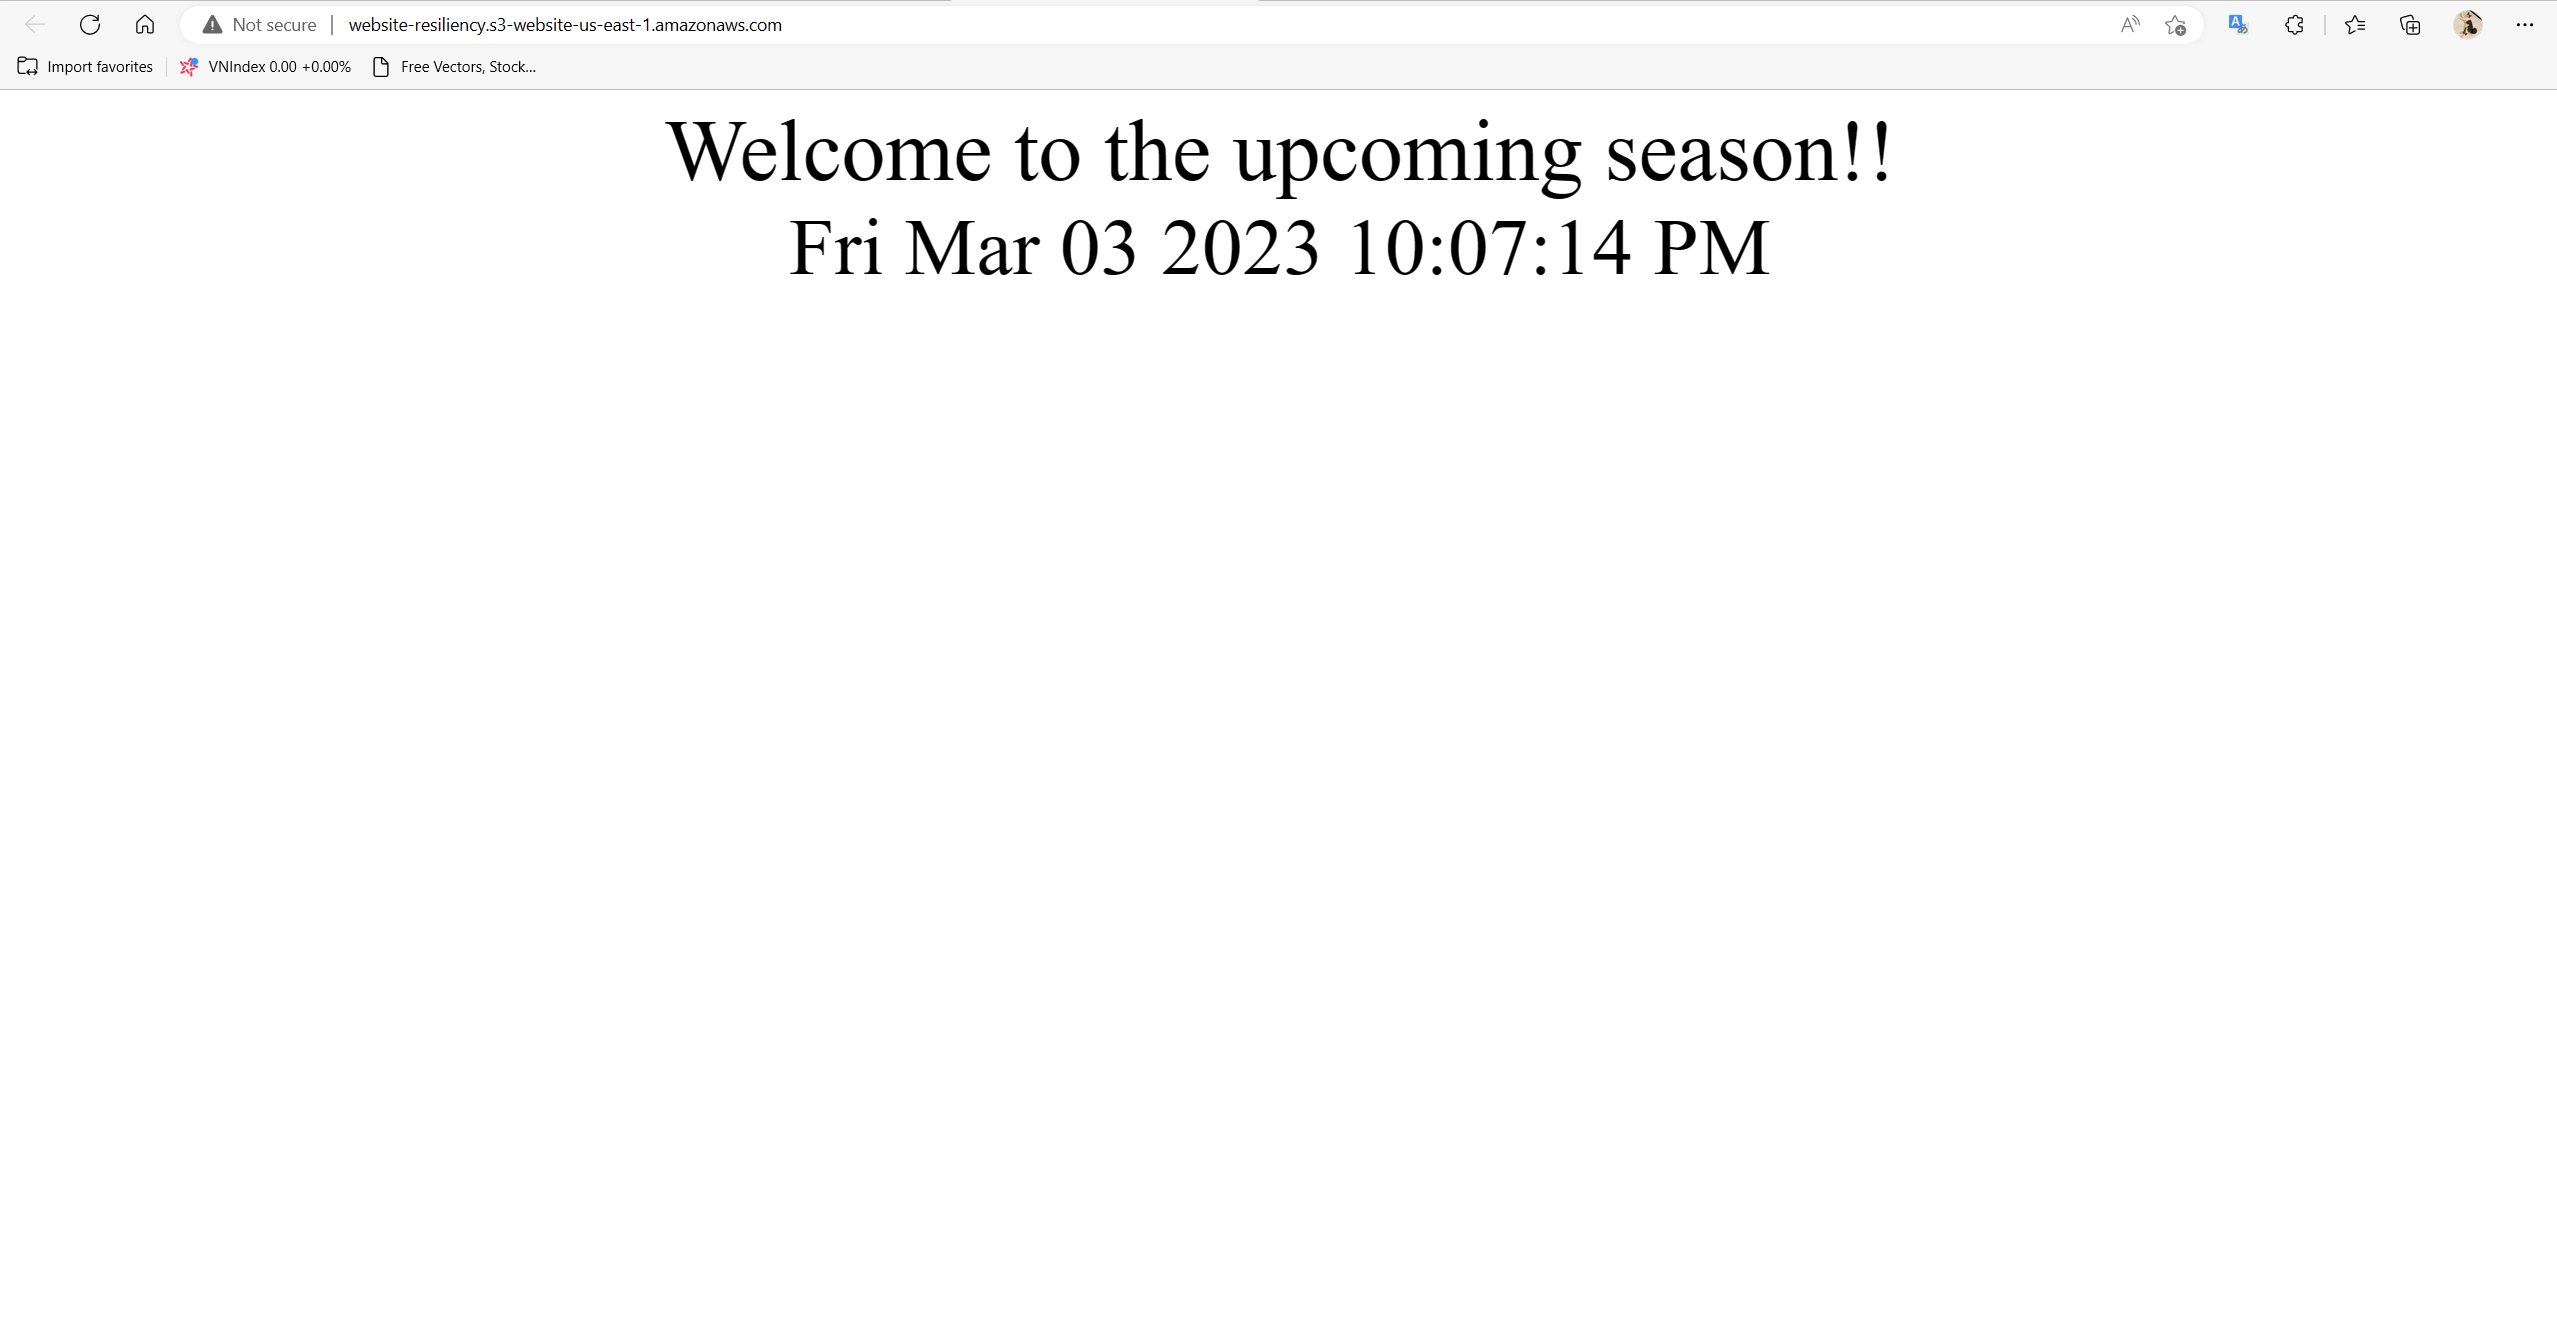 Not secure website-resiliency.s3-website-us-east-1.amazonaws.com
Import favorites VNIndex 0.00 +0.00% Free Vectors, Stock...
Welcome to the upcoming season!!
Fri Mar 03 2023 10:07:14 PM